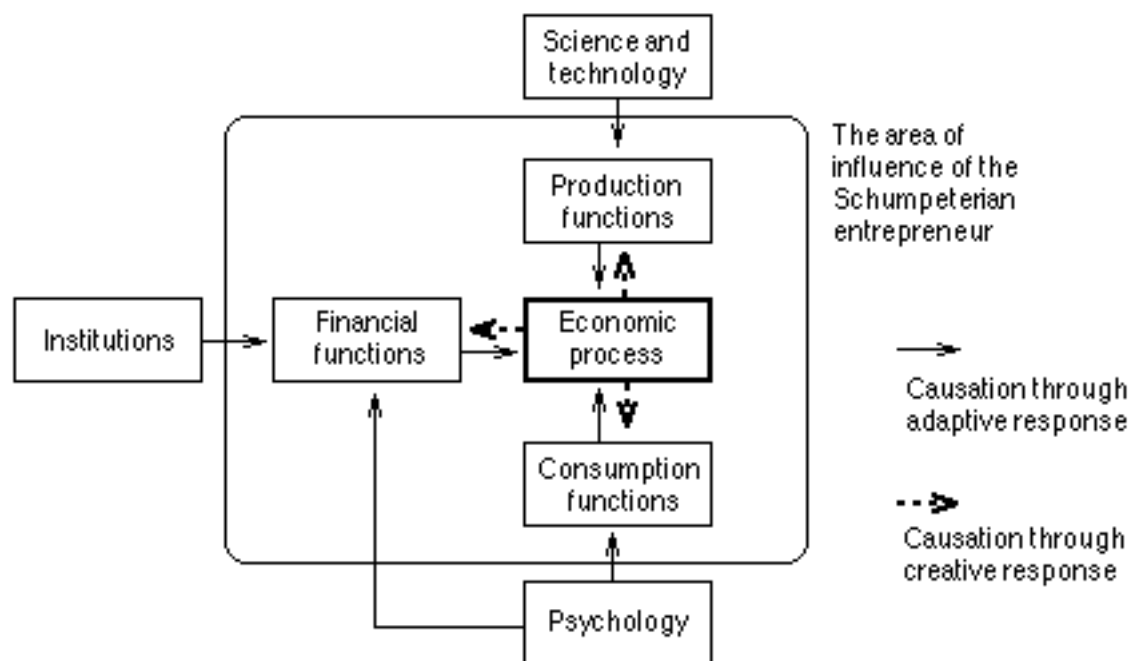 Science and
technology
The area of
influence of the
Schumpeterian
entrepreneur
Production
functions
Institutions
Financial
functions
Economic
process
Causation through
adaptive response
Consumption
functions
Causation through
creative response
Psychology